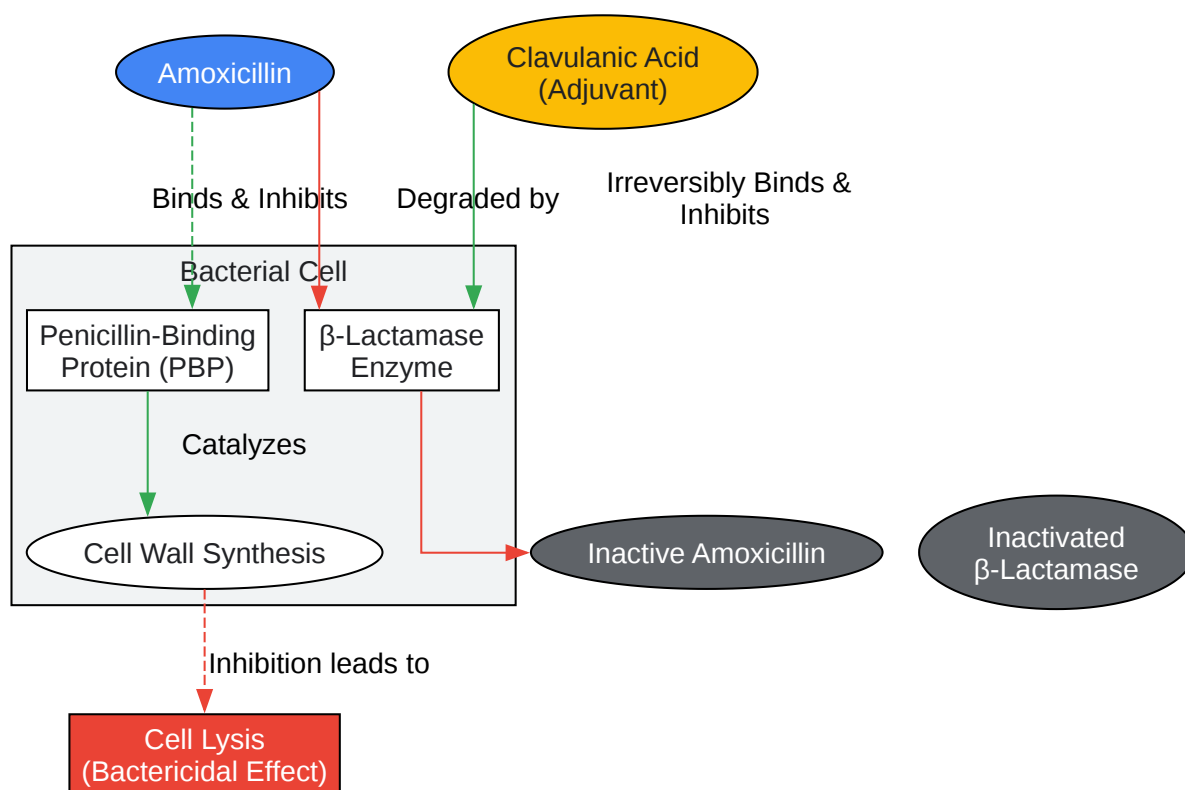 Amoxicillin
Clavulanic Acid
(Adjuvant)
Binds & Inhibits
Degraded by
Irreversibly Binds &
Inhibits
Bacterial Cell
Penicillin-Binding
Protein (PBP)
β-Lactamase
Enzyme
Catalyzes
Cell Wall Synthesis
Inactive Amoxicillin
Inactivated
β-Lactamase
Inhibition leads to
Cell Lysis
(Bactericidal Effect)